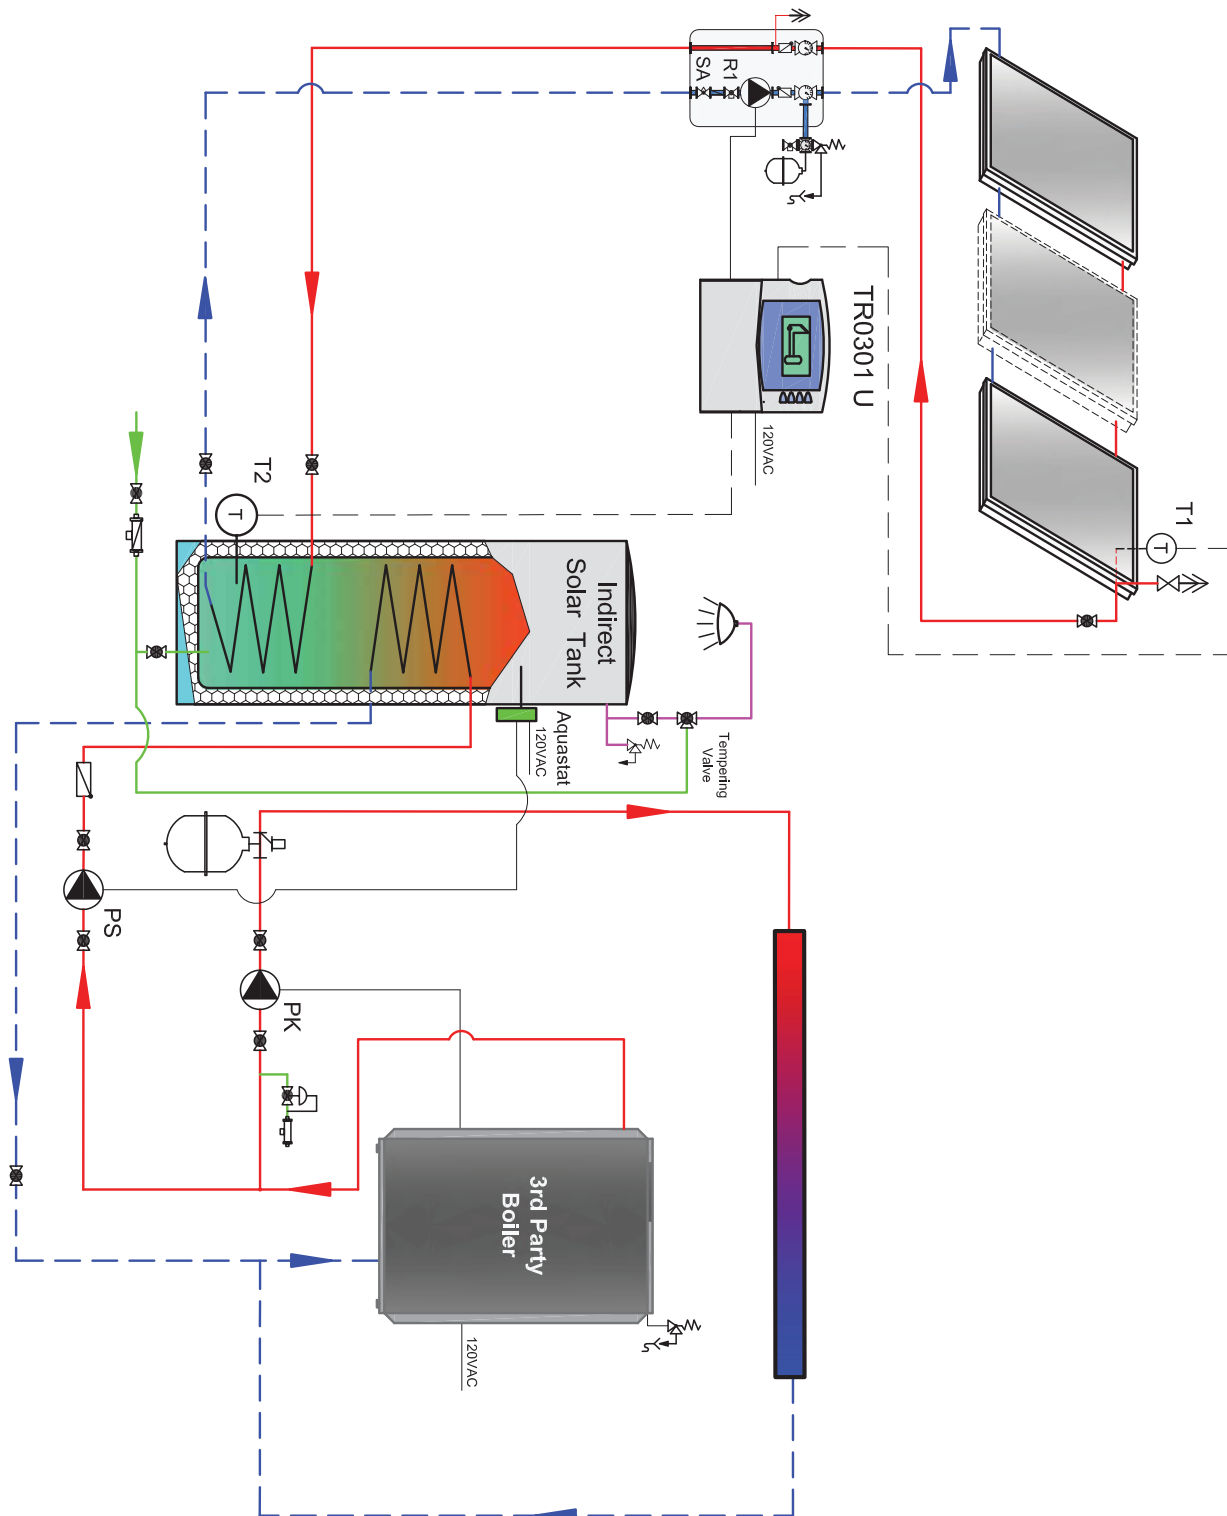 SA
R1
TR0301 U
120VAC
T1
T
T2
T
Indirect
Solar Tank
Aquastat
120VAC
Tempering
Valve
PS
PK
3rd Party
Boiler
120VAC